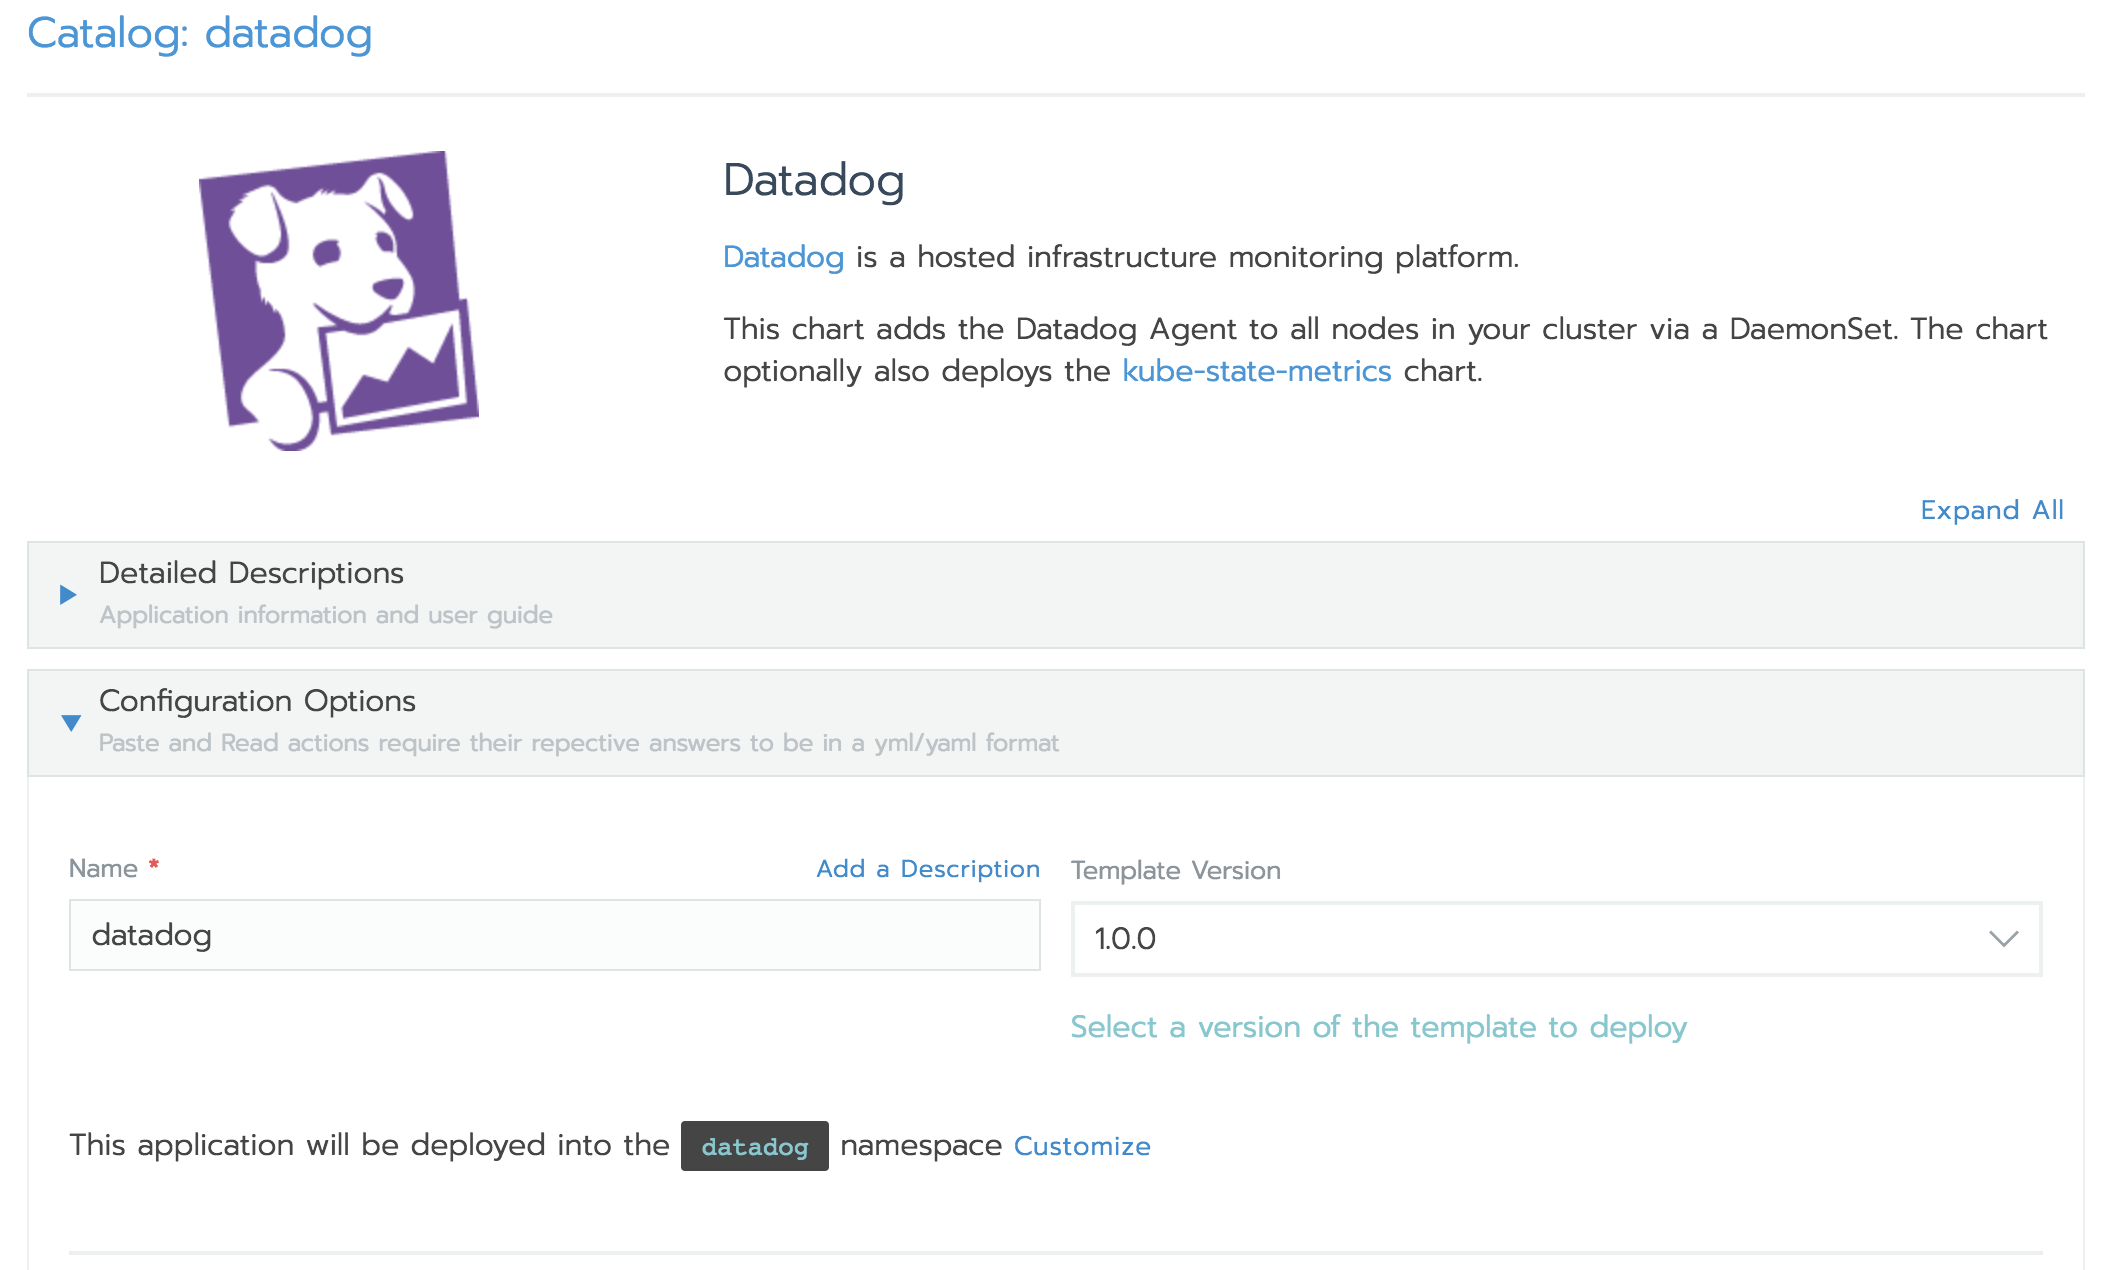 Catalog: datadog
Datadog
Datadog is a hosted infrastructure monitoring platform.
This chart adds the Datadog Agent to all nodes in your cluster via a DaemonSet. The chart
optionally also deploys the kube-state-metrics chart.
Expand All
Detailed Descriptions
Application information and user guide
Configuration Options
Paste and Read actions require their repective answers to be in a yml/yaml format
Name *
Add a Description
Template Version
datadog
1.0.0
Select a version of the template to deploy
This application will be deployed into the datadog namespace Customize